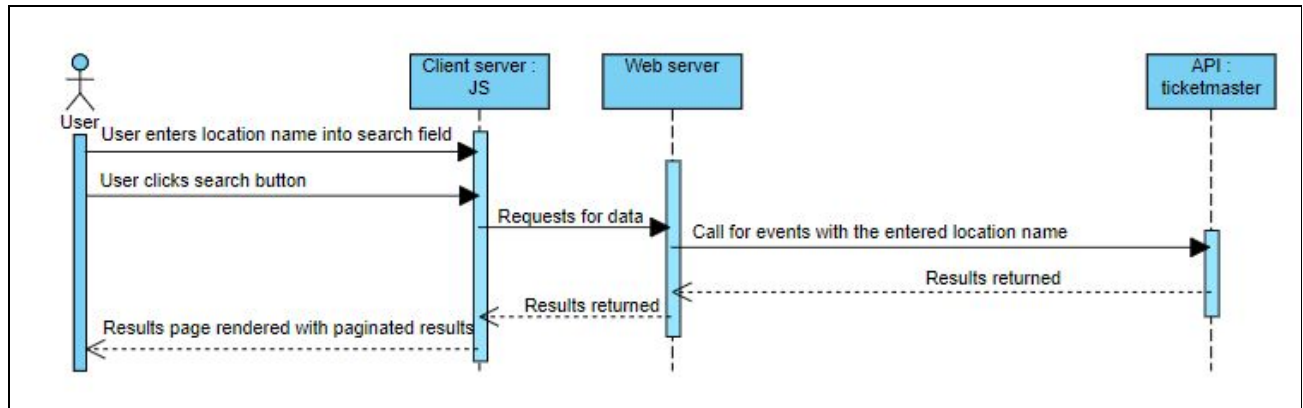 Client server :
JS
Web server
API :
ticketmaster
User
User enters location name into search field
User clicks search button
Requests for data
Call for events with the entered location name
Results returned
Results returned
Results page rendered with paginated results